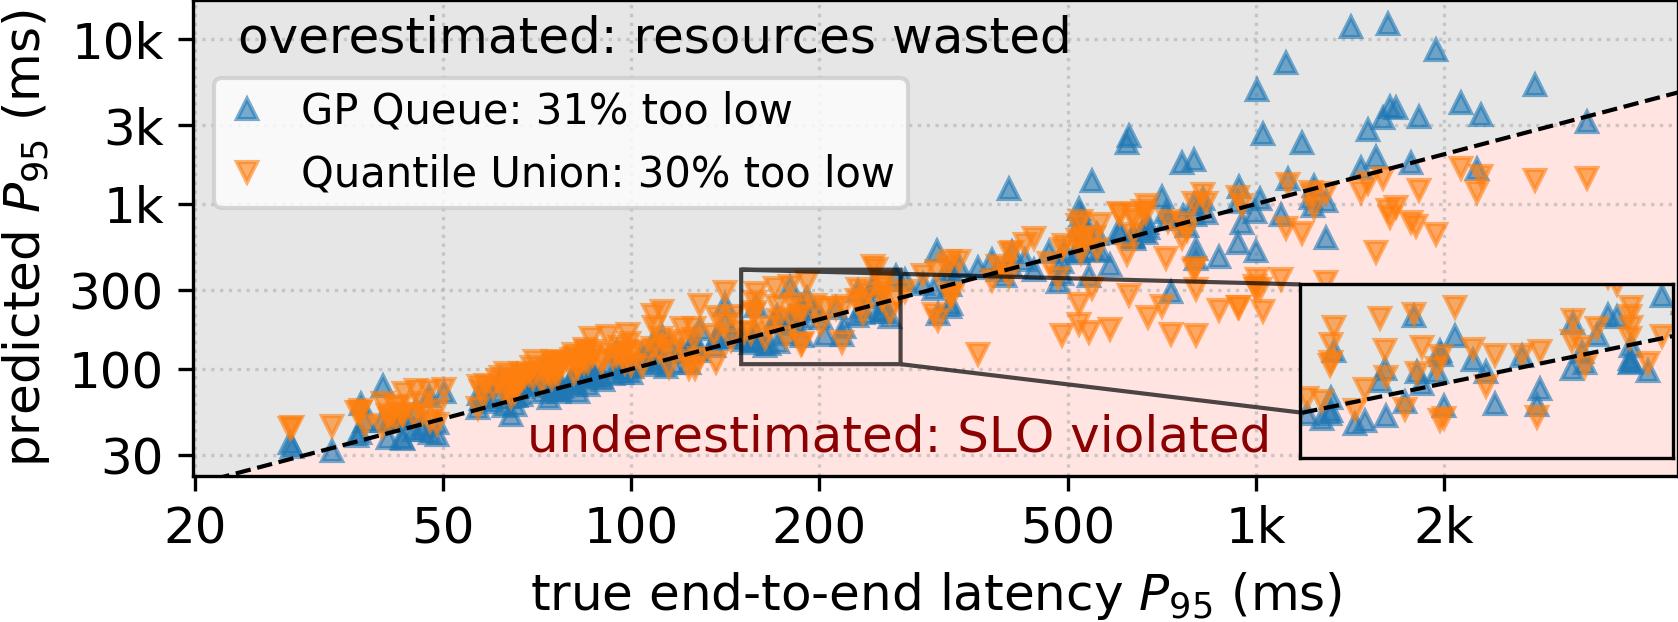 overestimated: resources wasted
GP Queue: 31% too low
Quantile Union: 30% too low
underestimated: SLO violated
predicted P95 (ms)
10k
3k
1k
300
100
30
20 50 100 200 500 1k 2k
true end-to-end latency P95 (ms)